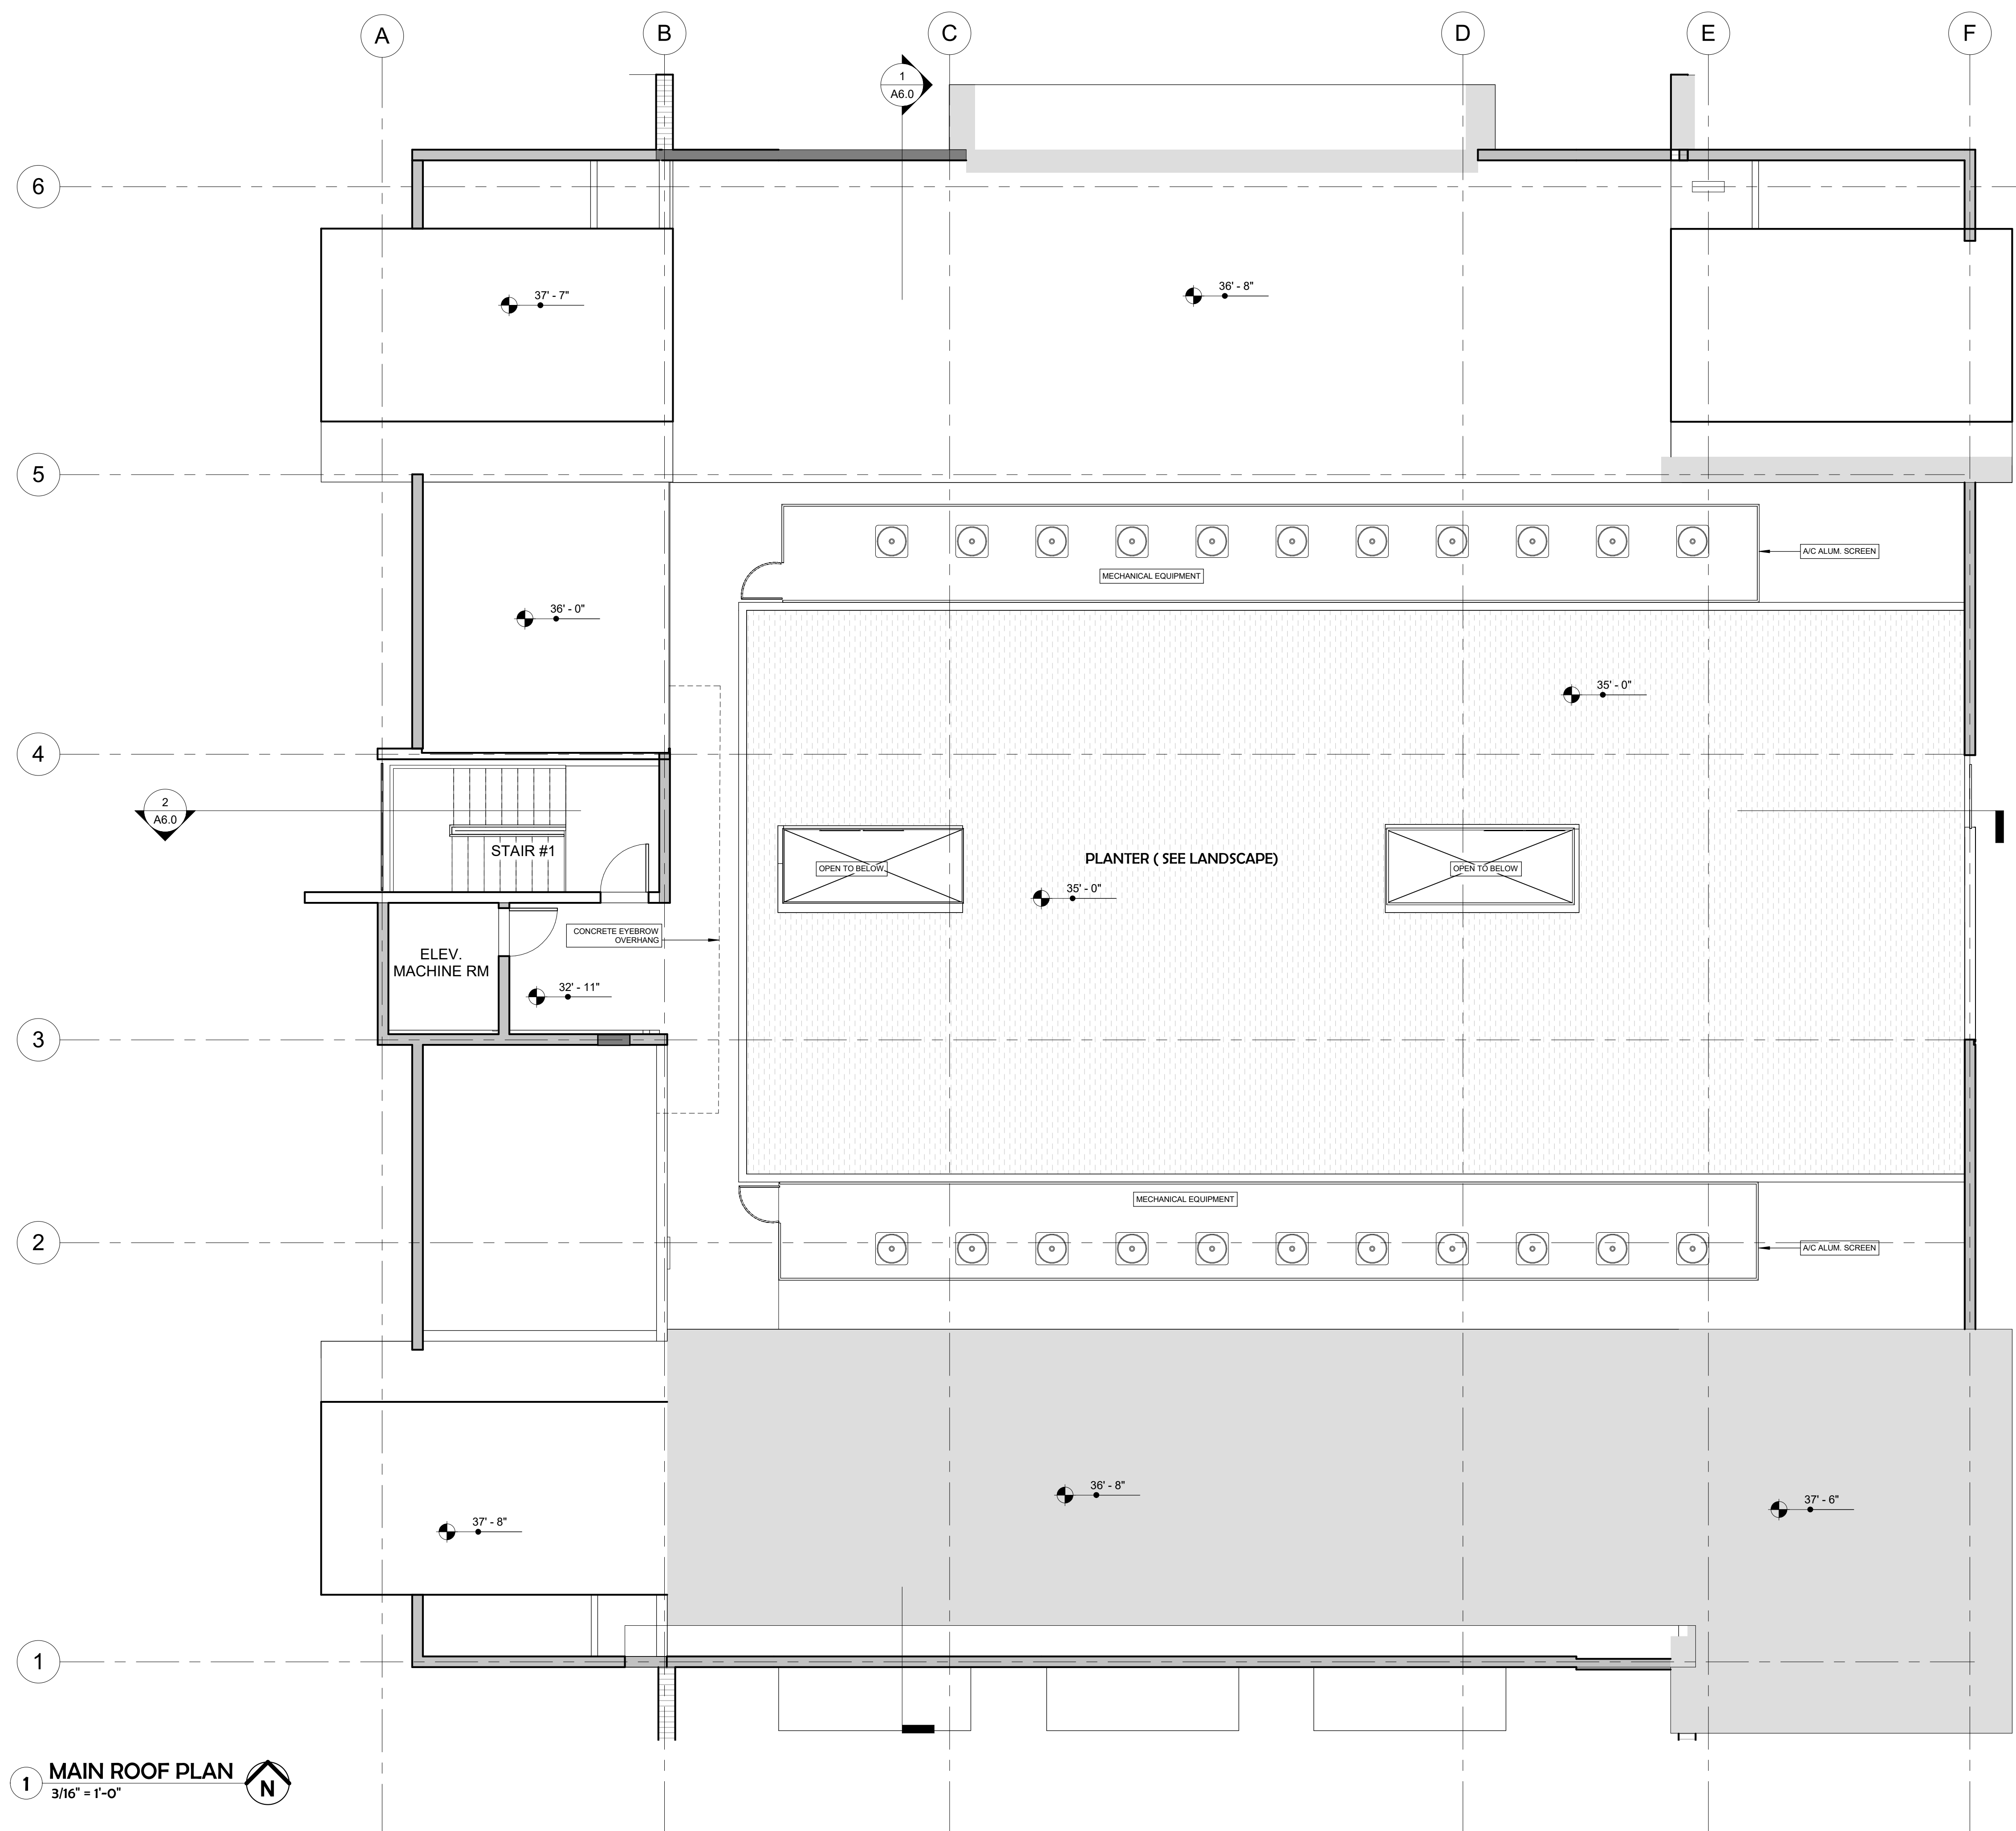 A B C D E F
1
A6.0
6
37' - 7"
36' - 8"
5
A/C ALUM. SCREEN
MECHANICAL EQUIPMENT
36' - 0"
35' - 0"
4
2
A6.0
STAIR #1
OPEN TO BELOW
PLANTER ( SEE LANDSCAPE)
OPEN TO BELOW
35' - 0"
CONCRETE EYEBROW
OVERHANG
ELEV.
MACHINE RM
32' - 11"
3
MECHANICAL EQUIPMENT
2
A/C ALUM. SCREEN
36' - 8"
37' - 6"
37' - 8"
1
1 MAIN ROOF PLAN N
3/16" = 1'-0"